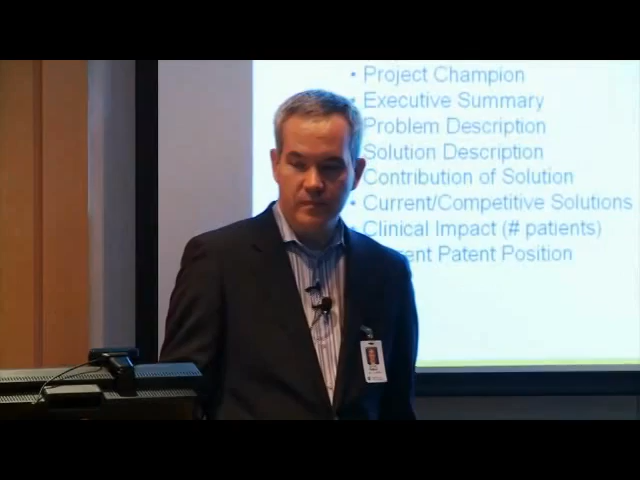 • Project Champion
• Executive Summary
• Problem Description
Solution Description
Contribution of Solution
• Current/Competitive Solutions
• Clinical Impact (# patients)
Patent Position